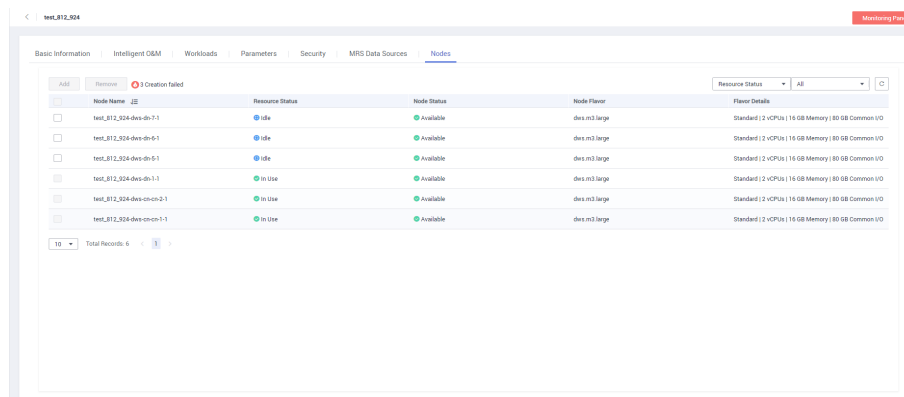 test_812_924
Monitoring Pan
Basic Information Intelligent O&M Workloads Parameters Security MRS Data Sources Nodes
Add Remove 3 Creation failed Resource Status All
Node Name Resource Status Node Status Node Flavor Flavor Details
test_812_924-dws-dn-7-1 Idle Available dws.m3.large Standard | 2 vCPUs | 16 GB Memory | 80 GB Common I/O
test_812_924-dws-dn-6-1 Idle Available dws.m3.large Standard | 2 vCPUs | 16 GB Memory | 80 GB Common I/O
test_812_924-dws-dn-5-1 Idle Available dws.m3.large Standard | 2 vCPUs | 16 GB Memory | 80 GB Common I/O
test_812_924-dws-dn-1-1 In Use Available dws.m3.large Standard | 2 vCPUs | 16 GB Memory | 80 GB Common I/O
test_812_924-dws-cn-cn-2-1 In Use Available dws.m3.large Standard | 2 vCPUs | 16 GB Memory | 80 GB Common I/O
test_812_924-dws-cn-cn-1-1 In Use Available dws.m3.large Standard | 2 vCPUs | 16 GB Memory | 80 GB Common I/O
10 Total Records: 6 1